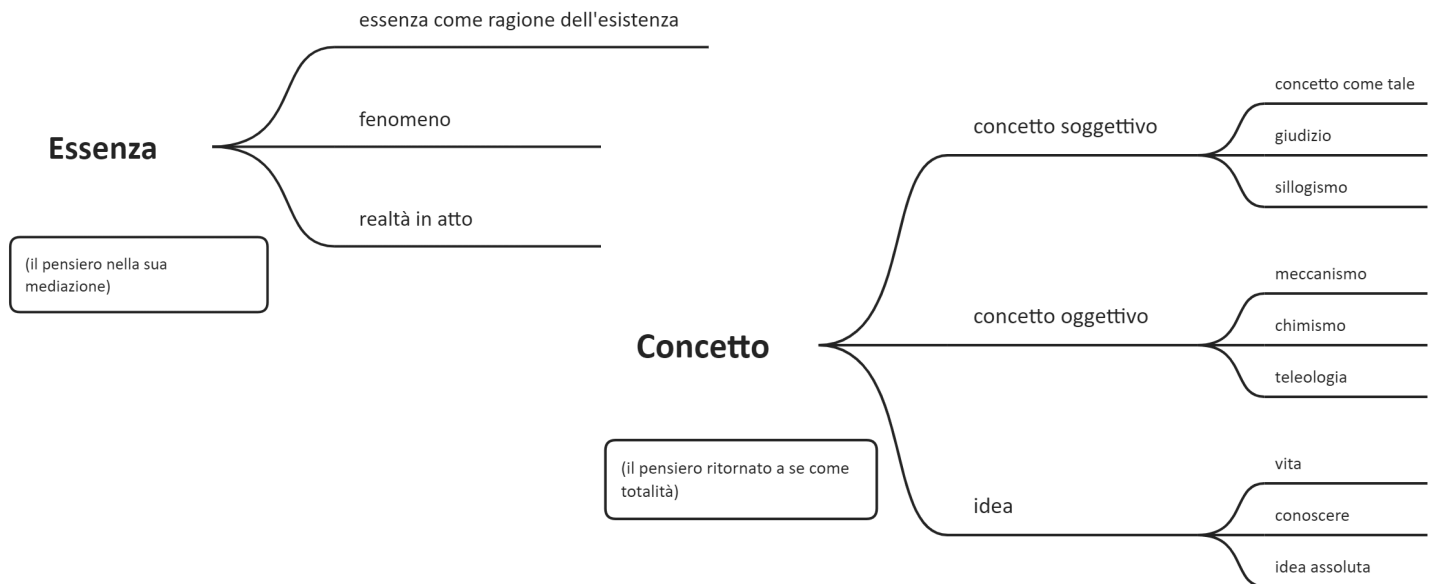 essenza come ragione dell'esistenza
fenomeno
Essenza
realtà in atto
(il pensiero nella sua
mediazione)
Concetto
(il pensiero ritornato a se come
totalità)
concetto soggettivo
concetto come tale
giudizio
sillogismo
concetto oggettivo
meccanismo
chimismo
teleologia
idea
vita
conoscere
idea assoluta